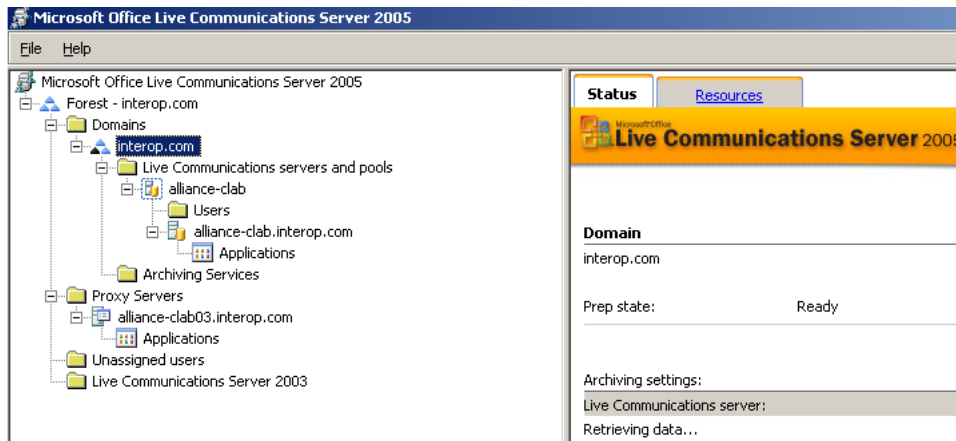 Microsoft Office Live Communications Server 2005
File Help
Microsoft Office Live Communications Server 2005
Forest - interop.com
Domains
interop.com
Live Communications servers and pools
alliance-clab
Users
alliance-clab.interop.com
Applications
Archiving Services
Proxy Servers
alliance-clab03.interop.com
Applications
Unassigned users
Live Communications Server 2003
Status Resources
Microsoft Office
Live Communications Server 2005
Domain
interop.com
Prep state: Ready
Archiving settings:
Live Communications server:
Retrieving data...